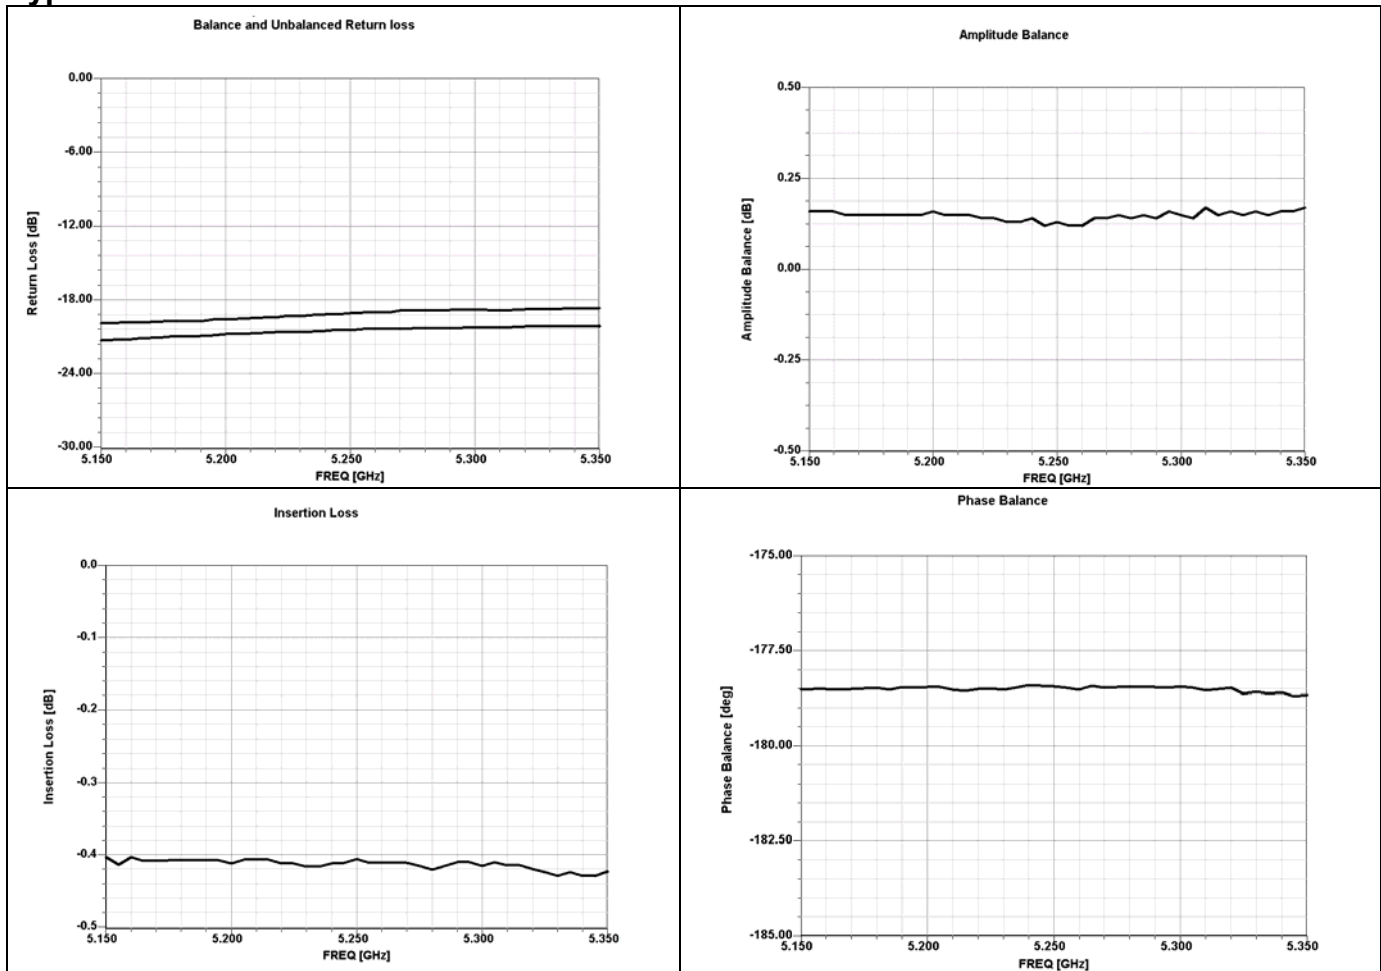 Balance and Unbalanced Return loss
0.00
-6.00
-12.00
-18.00
-24.00
-30.00
Return Loss [dB]
5.150 5.200 5.250 5.300 5.350
FREQ [GHz]
Amplitude Balance
0.50
0.25
0.00
-0.25
-0.50
Amplitude Balance [dB]
5.150 5.200 5.250 5.300 5.350
FREQ [GHz]
Insertion Loss
0.0
-0.1
-0.2
-0.3
-0.4
-0.5
Insertion Loss [dB]
5.150 5.200 5.250 5.300 5.350
FREQ [GHz]
Phase Balance
-175.00
-177.50
-180.00
-182.50
-185.00
Phase Balance [deg]
5.150 5.200 5.250 5.300 5.350
FREQ [GHz]